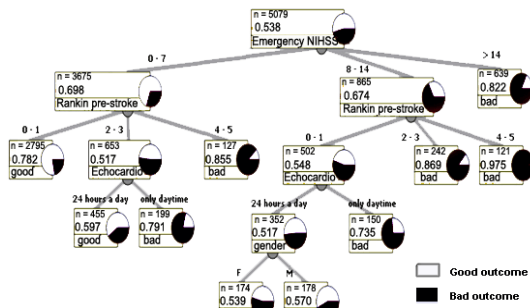 n = 5079
0.538
Emergency NIHSS
0 - 7
8 - 14
> 14
n = 3675
0.698
Rankin pre-stroke
n = 865
0.674
Rankin pre-stroke
n = 639
0.822
bad
0 - 1
2 - 3
4 - 5
0 - 1
2 - 3
4 - 5
n = 2795
0.782
good
n = 653
0.517
Echocardio
n = 127
0.855
bad
n = 502
0.548
Echocardio
n = 242
0.869
bad
n = 121
0.975
bad
24 hours a day
only daytime
24 hours a day
only daytime
n = 455
0.597
good
n = 199
0.791
bad
n = 352
0.517
gender
n = 150
0.735
bad
F
M
n = 174
0.539
n = 178
0.570
Good outcome
Bad outcome